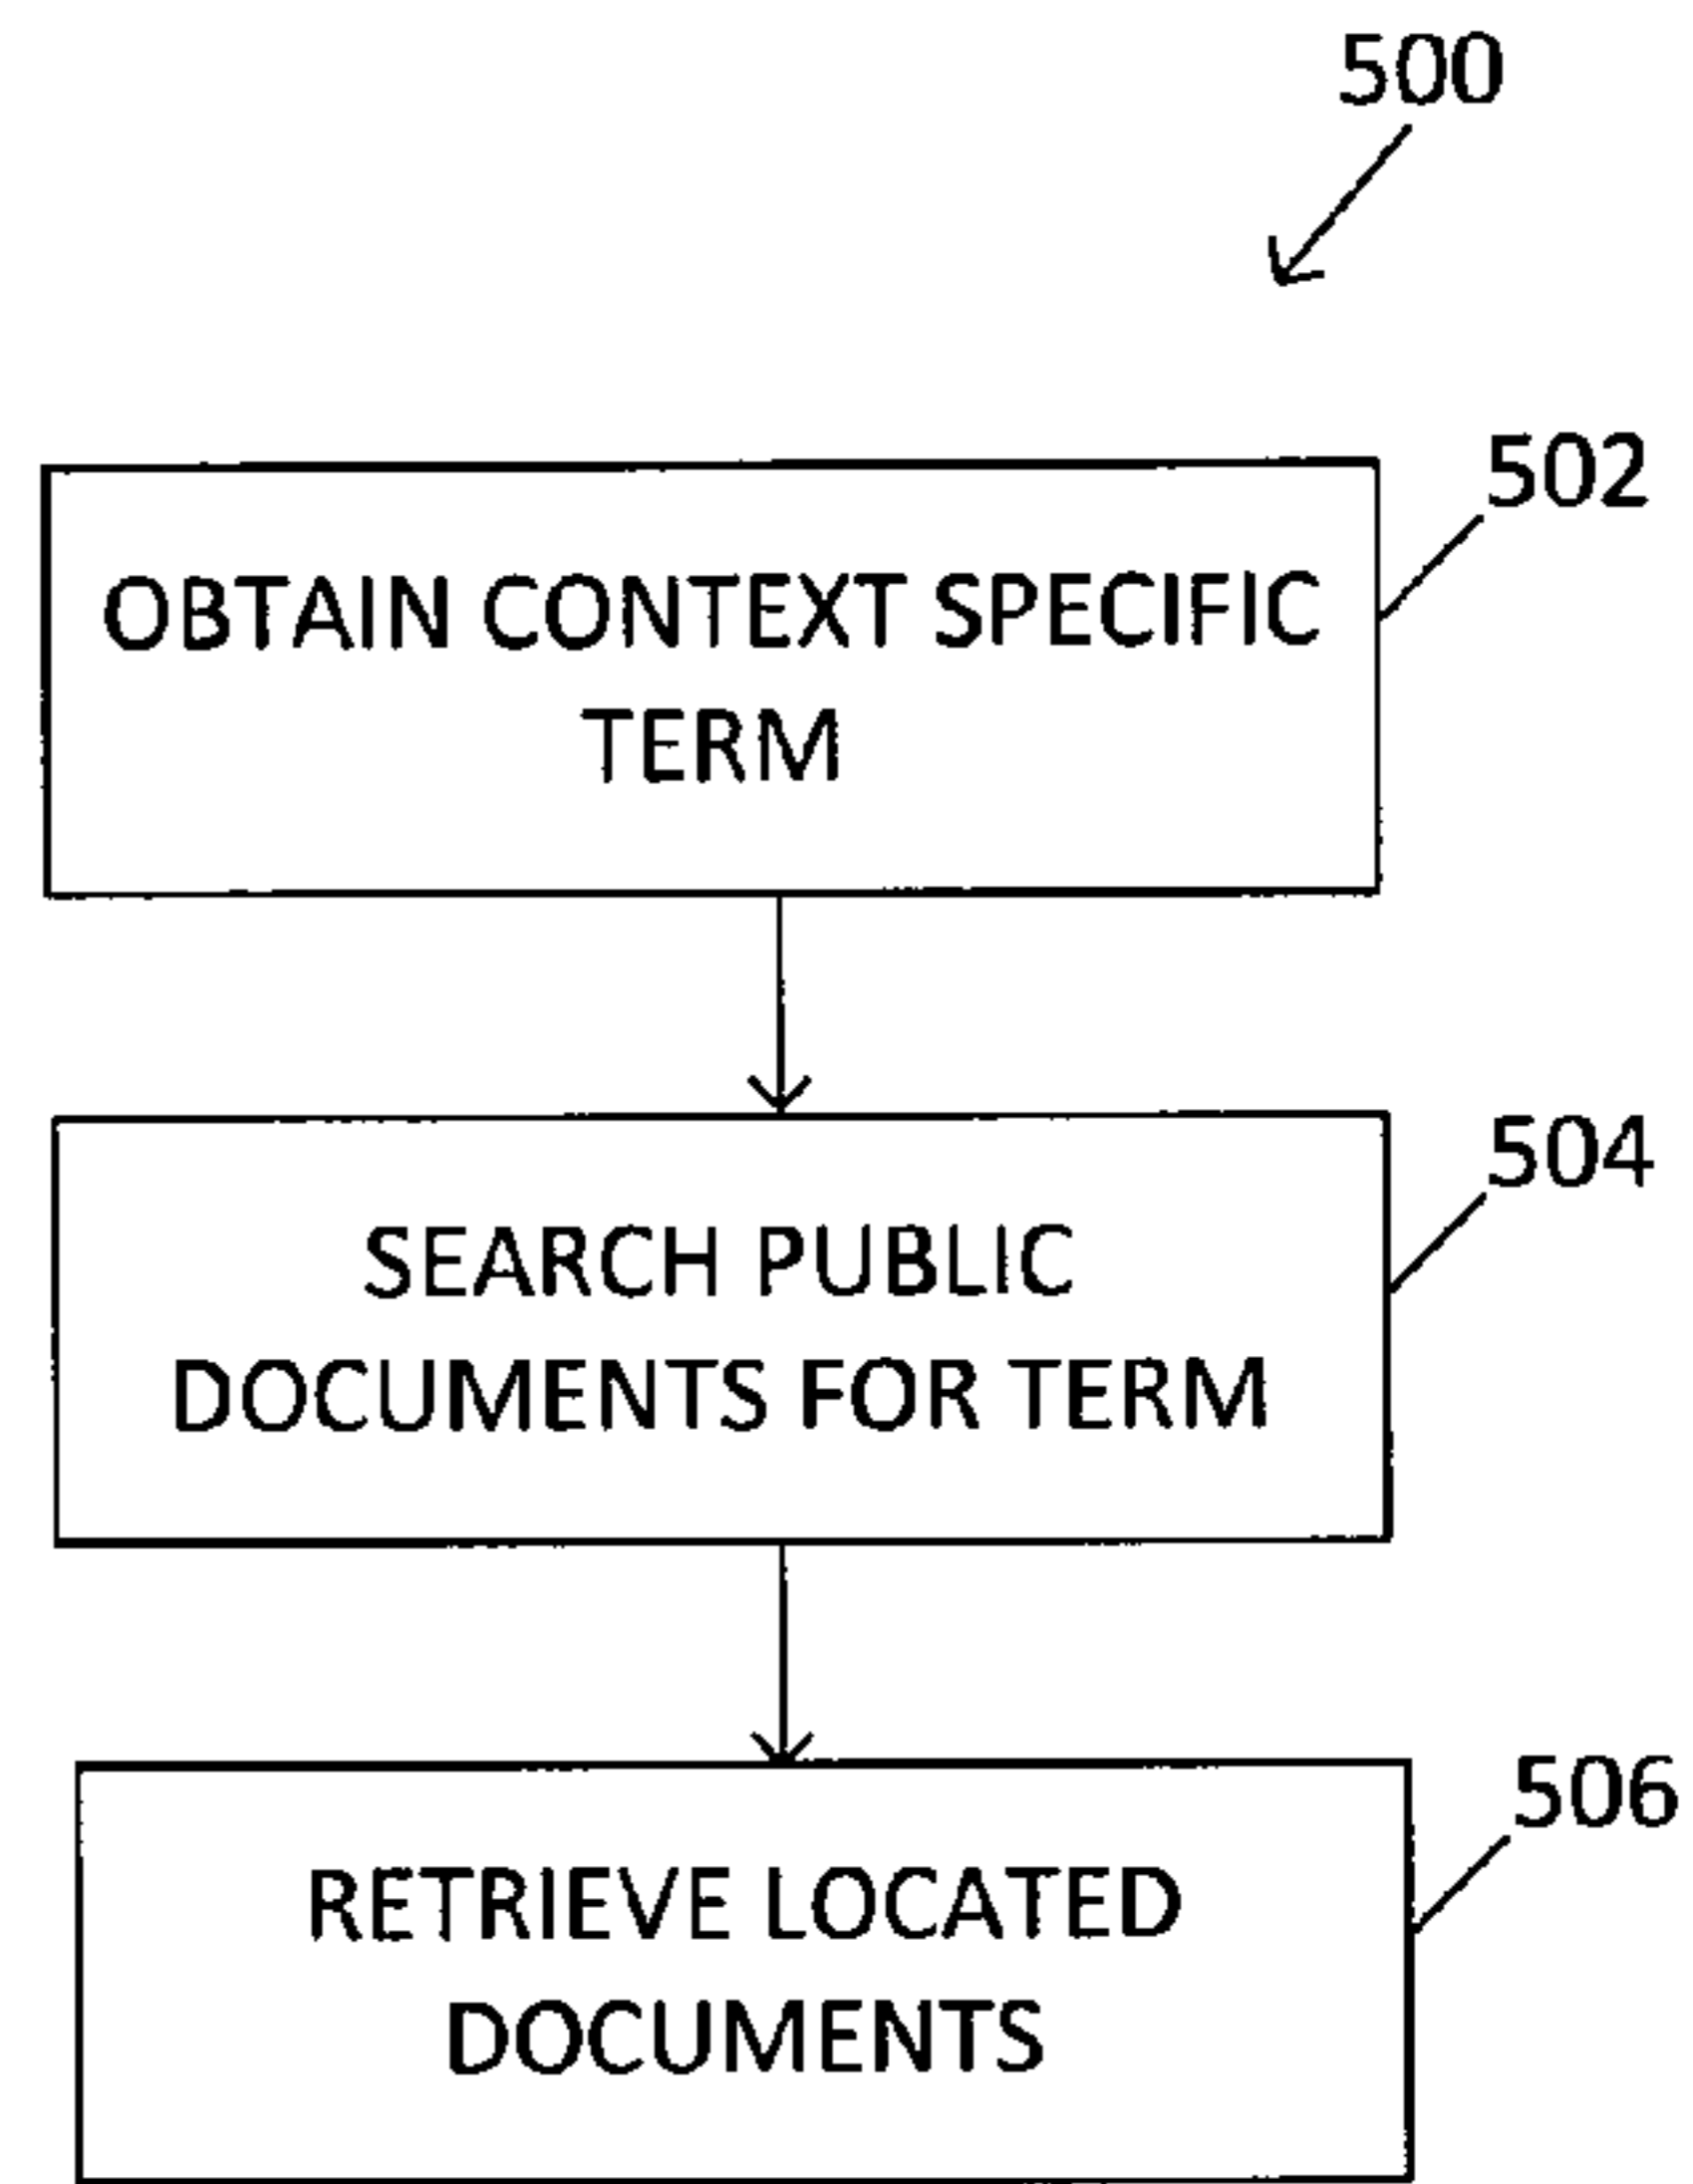 500
502
OBTAIN CONTEXT SPECIFIC
TERM
504
SEARCH PUBLIC
DOCUMENTS FOR TERM
506
RETRIEVE LOCATED
DOCUMENTS